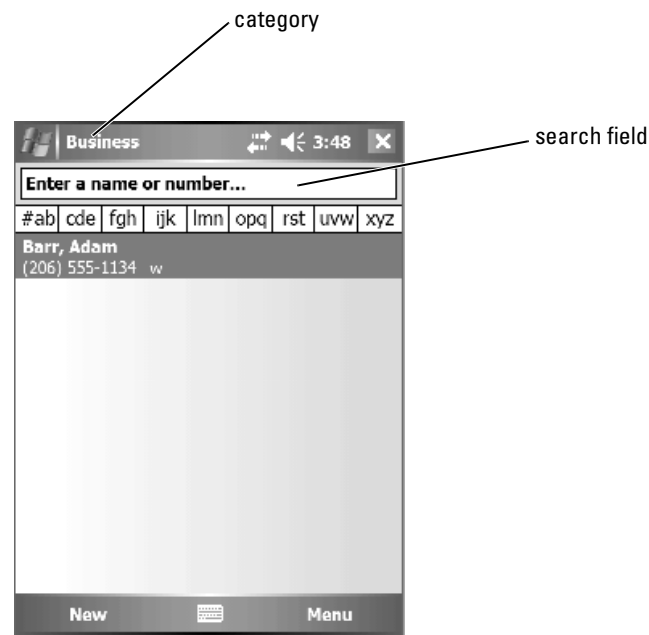 category
Business 3:48
search field
Enter a name or number...
#ab cde fgh ijk lmn opq rst uvw xyz
Barr, Adam
(206) 555-1134 w
New Menu